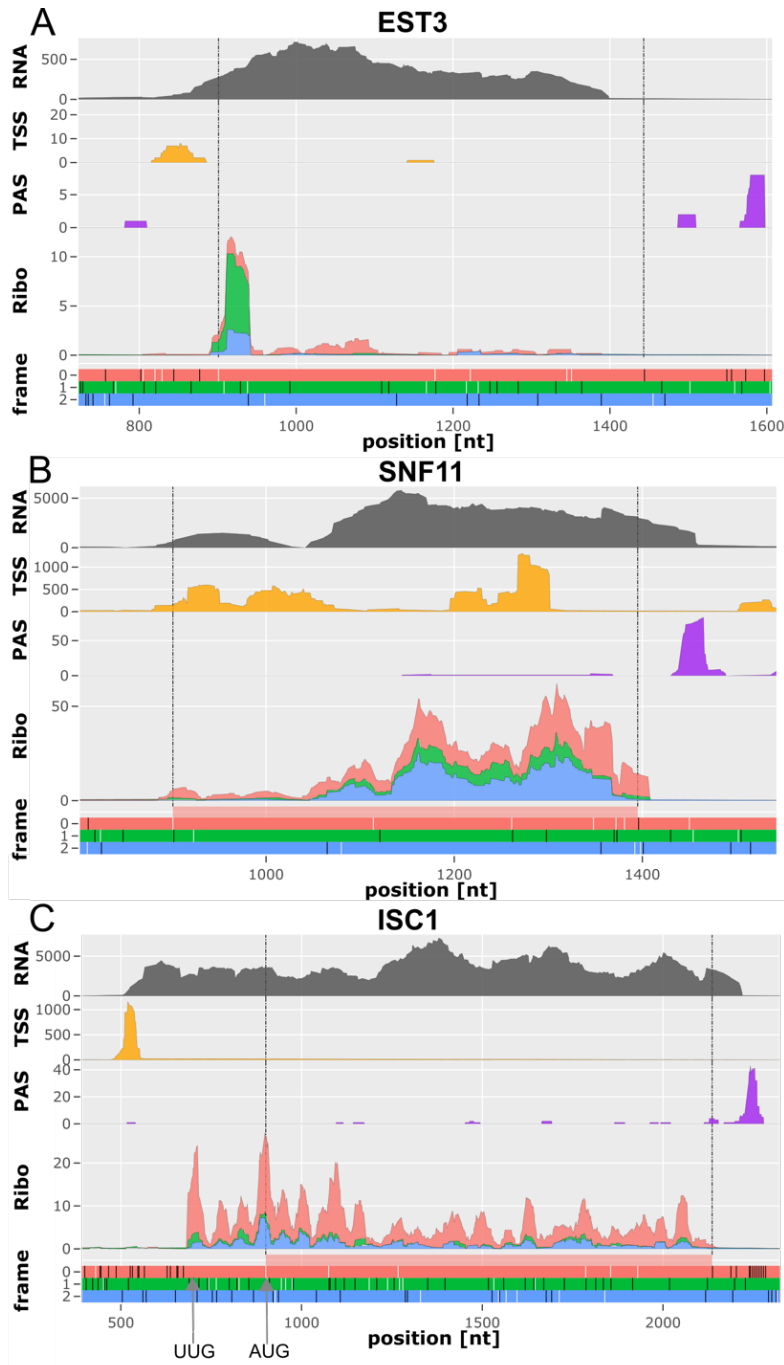 A
EST3
RNA
500
0
TSS
20
10
0
PAS
5
0
Ribo
10
5
0
frame
0
1
2
800 1000 1200 1400 1600
position [nt]
B
SNF11
RNA
5000
0
TSS
1000
500
0
PAS
50
0
Ribo
50
0
frame
0
1
2
1000 1200 1400
position [nt]
C
ISC1
RNA
5000
0
TSS
1000
500
0
PAS
40
20
0
Ribo
20
10
0
frame
0
1
2
500 1000 1500 2000
position [nt]
UUG AUG